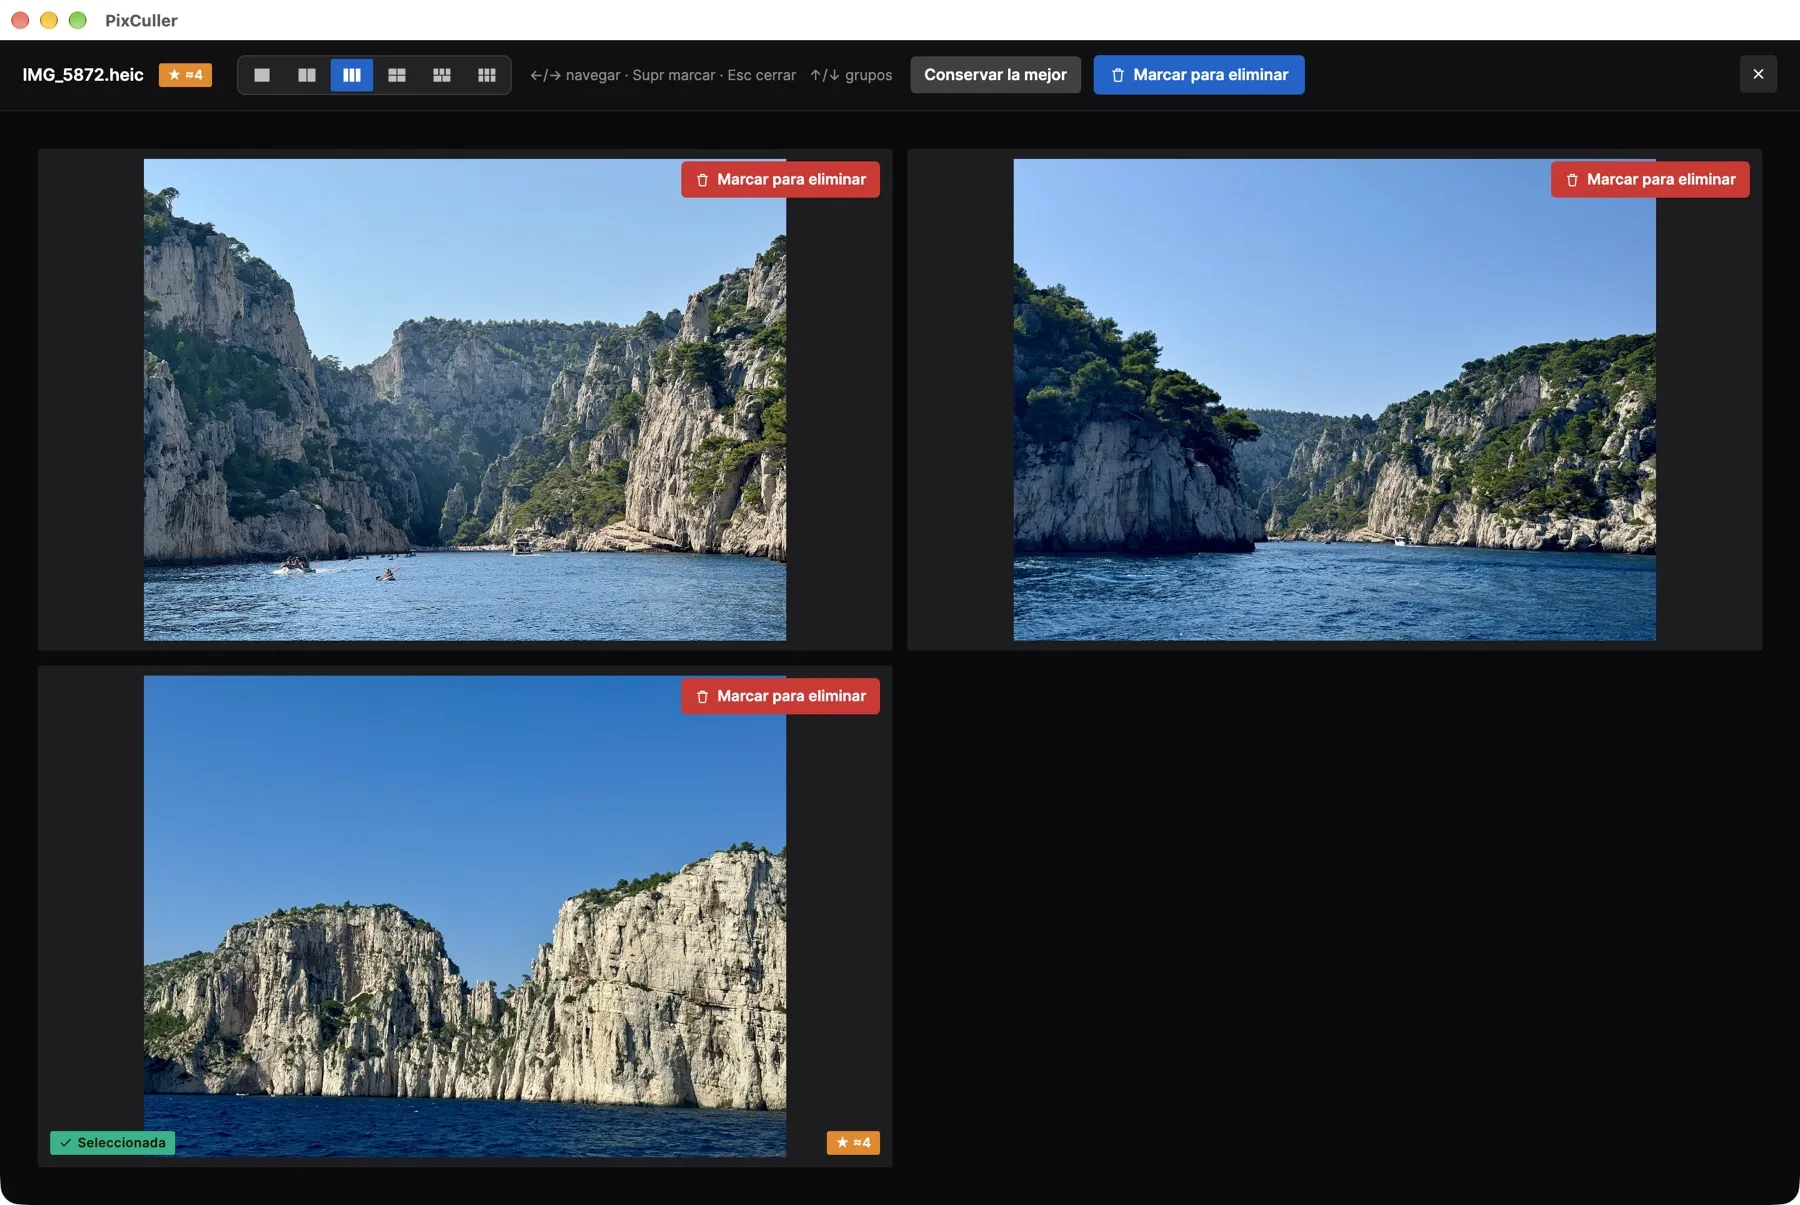 PixCuller
IMG_5872.heic ★ ≈4 ←/→ navegar · Supr marcar · Esc cerrar ↑/↓ grupos Conservar la mejor Marcar para eliminar ✕
Marcar para eliminar Marcar para eliminar
Marcar para eliminar
✓ Seleccionada ★ ≈4